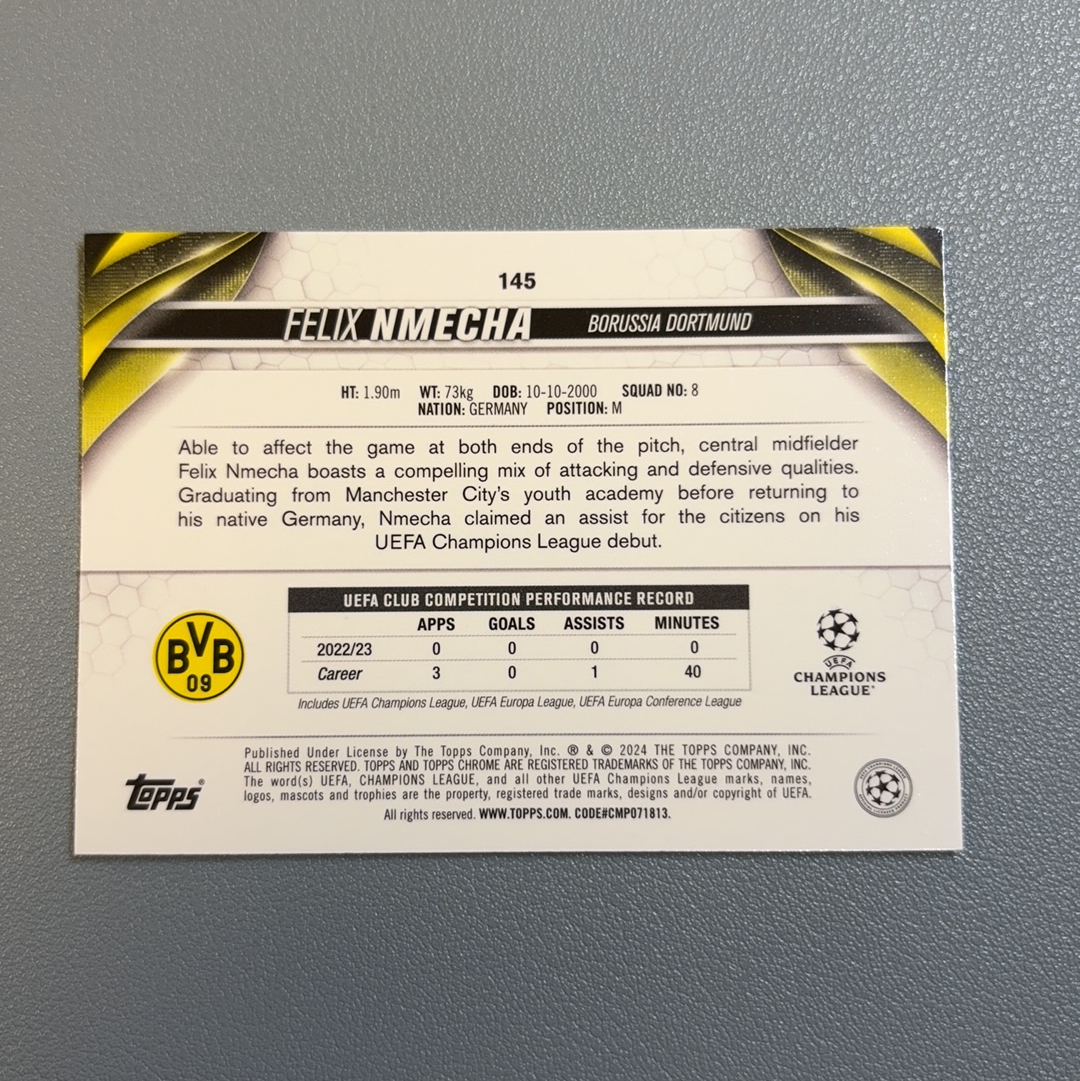 145
FELIX NMECHA BORUSSIA DORTMUND
HT: 1.90m WT: 73kg DOB: 10-10-2000 SQUAD NO: 8
NATION: GERMANY POSITION: M
Able to affect the game at both ends of the pitch, central midfielder
Felix Nmecha boasts a compelling mix of attacking and defensive qualities.
Graduating from Manchester City's youth academy before returning to
his native Germany, Nmecha claimed an assist for the citizens on his
UEFA Champions League debut.
UEFA CLUB COMPETITION PERFORMANCE RECORD
APPS GOALS ASSISTS MINUTES
2022/23 0 0 0 0
Career 3 0 1 40
Includes UEFA Champions League, UEFA Europa League, UEFA Europa Conference League
BVB
09
UEFA
CHAMPIONS
LEAGUE®
Published Under License by The Topps Company, Inc. ® & © 2024 THE TOPPS COMPANY, INC.
ALL RIGHTS RESERVED. TOPPS AND TOPPS CHROME ARE REGISTERED TRADEMARKS OF THE TOPPS COMPANY, INC.
The word(s) UEFA, CHAMPIONS LEAGUE, and all other UEFA Champions League marks, names,
logos, mascots and trophies are the property, registered trade marks, designs and/or copyright of UEFA.
All rights reserved. WWW.TOPPS.COM. CODE#CMP071813.
Topps®